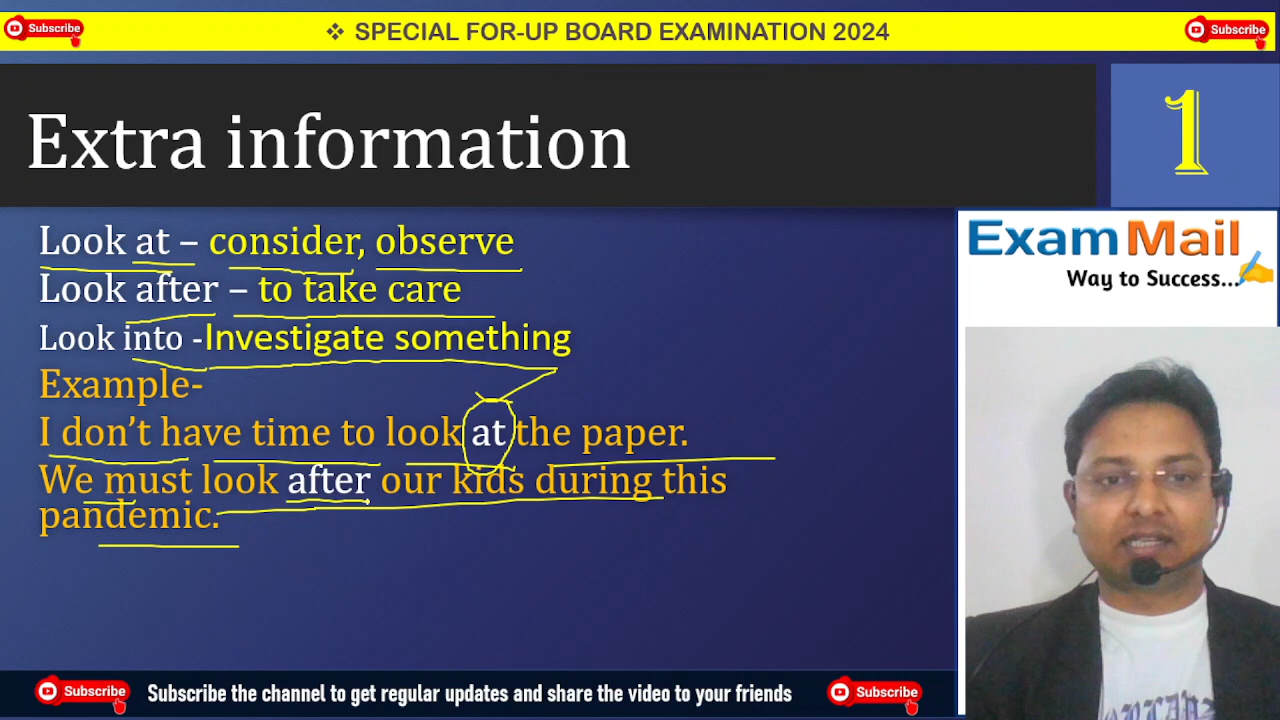 Subscribe
❖ SPECIAL FOR-UP BOARD EXAMINATION 2024
Subscribe
Extra information
1
Look at – consider, observe
Look after – to take care
Look into -Investigate something
Example-
I don’t have time to look at the paper.
We must look after our kids during this
pandemic.
Exam Mail
Way to Success...
Subscribe
Subscribe the channel to get regular updates and share the video to your friends
Subscribe